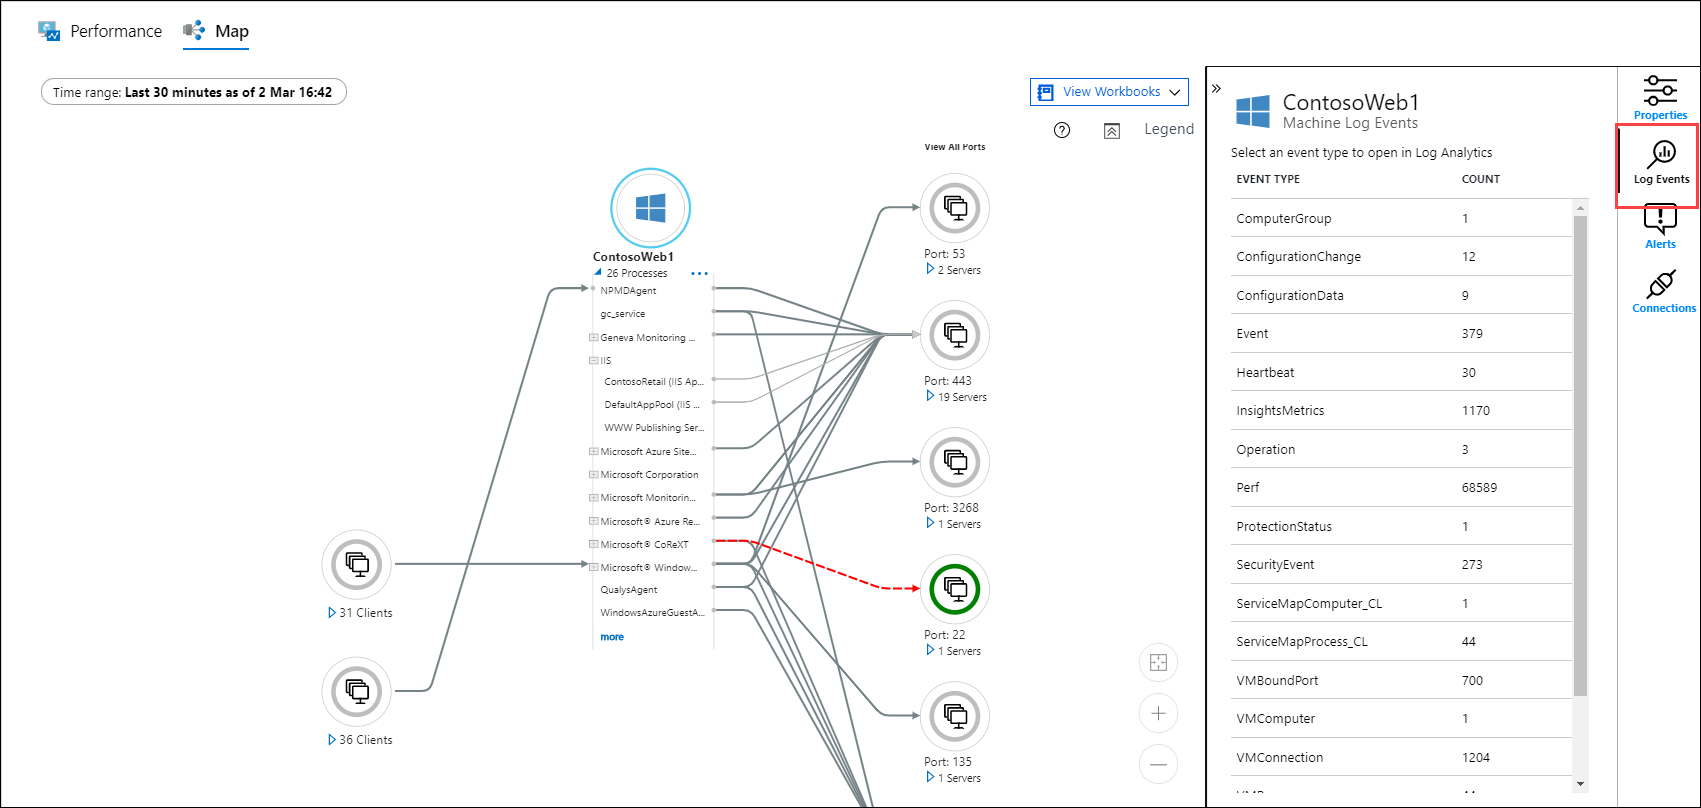 Performance
Map
Time range: Last 30 minutes as of 2 Mar 16:42
View Workbooks
Legend
View All Ports
ContosoWeb1
26 Processes
NPMDAgent
gc_service
Geneva Monitoring ...
IIS
ContosoRetail (IIS Ap...
DefaultAppPool (IIS ...
WWW Publishing Ser...
Microsoft Azure Site...
Microsoft Corporation
Microsoft Monitorin...
Microsoft® Azure Re...
Microsoft® CoReXT
Microsoft® Window...
QualysAgent
WindowsAzureGuestA...
more
31 Clients
36 Clients
Port: 53
2 Servers
Port: 443
19 Servers
Port: 3268
1 Servers
Port: 22
1 Servers
Port: 135
1 Servers
ContosoWeb1
Machine Log Events
Select an event type to open in Log Analytics
EVENT TYPE COUNT
ComputerGroup 1
ConfigurationChange 12
ConfigurationData 9
Event 379
Heartbeat 30
InsightsMetrics 1170
Operation 3
Perf 68589
ProtectionStatus 1
SecurityEvent 273
ServiceMapComputer_CL 1
ServiceMapProcess_CL 44
VMBoundPort 700
VMComputer 1
VMConnection 1204
Properties
Log Events
Alerts
Connections